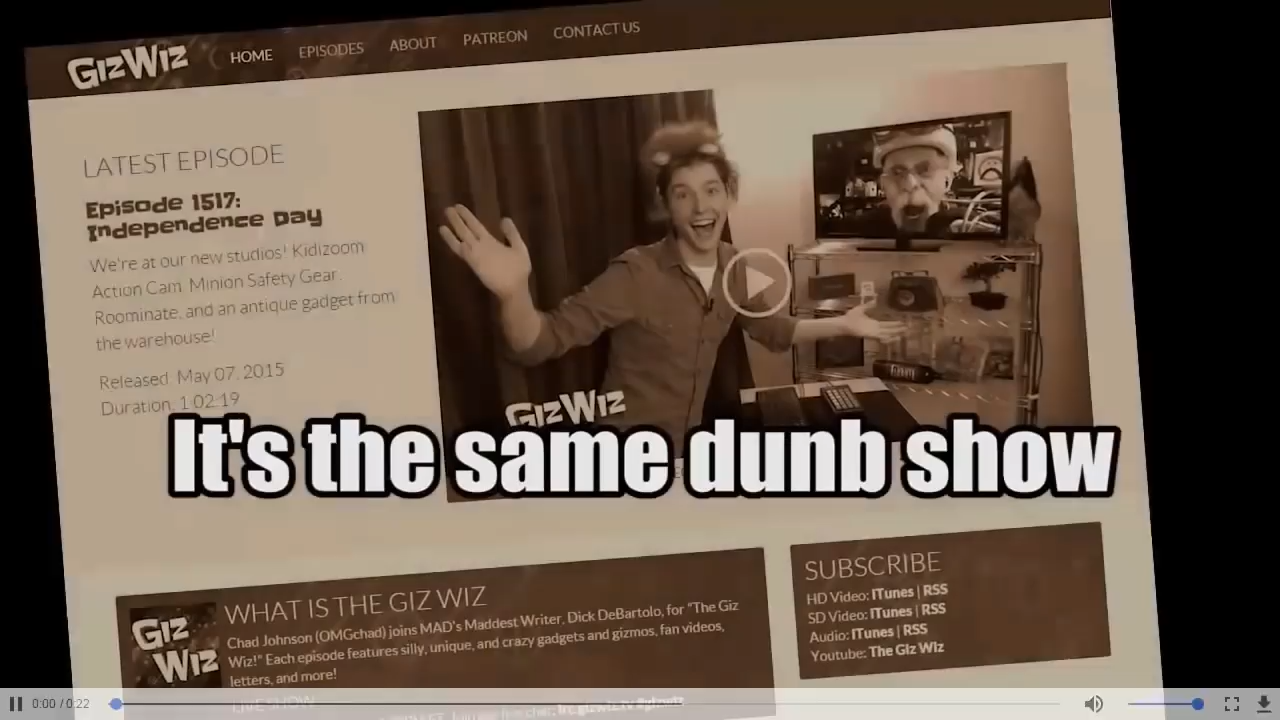 GizWiz
HOME EPISODES ABOUT PATREON CONTACT US
LATEST EPISODE
Episode 1517:
Independence Day
We're at our new studios! Kidizoom
Action Cam, Minion Safety Gear,
Roominate, and an antique gadget from
the warehouse!
Released: May 07, 2015
Duration: 1:02:19
GizWiz
It's the same dunb show
WHAT IS THE GIZ WIZ
Giz
Wiz
Chad Johnson (OMGchad) joins MAD's Maddest Writer, Dick DeBartolo, for "The Giz
Wiz!" Each episode features silly, unique, and crazy gadgets and gizmos, fan videos,
letters, and more!
LIVE SHOW
SUBSCRIBE
HD Video: iTunes | RSS
SD Video: iTunes | RSS
Audio: iTunes | RSS
Youtube: The Giz Wiz
0:00 / 0:22